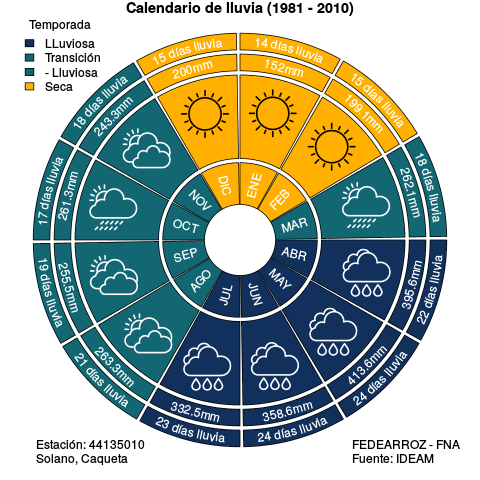 Calendario de lluvia (1981 - 2010)
Temporada
LLuviosa
Transición
- Lluviosa
Seca
14 días lluvia
152mm
ENE
15 días lluvia
199.1mm
FEB
18 días lluvia
262.1mm
MAR
22 días lluvia
395.6mm
ABR
24 días lluvia
413.6mm
MAY
24 días lluvia
358.6mm
JUN
23 días lluvia
332.5mm
JUL
21 días lluvia
263.3mm
AGO
19 días lluvia
255.5mm
SEP
17 días lluvia
261.3mm
OCT
18 días lluvia
243.3mm
NOV
15 días lluvia
200mm
DIC
Estación: 44135010
Solano, Caqueta
FEDEARROZ - FNA
Fuente: IDEAM